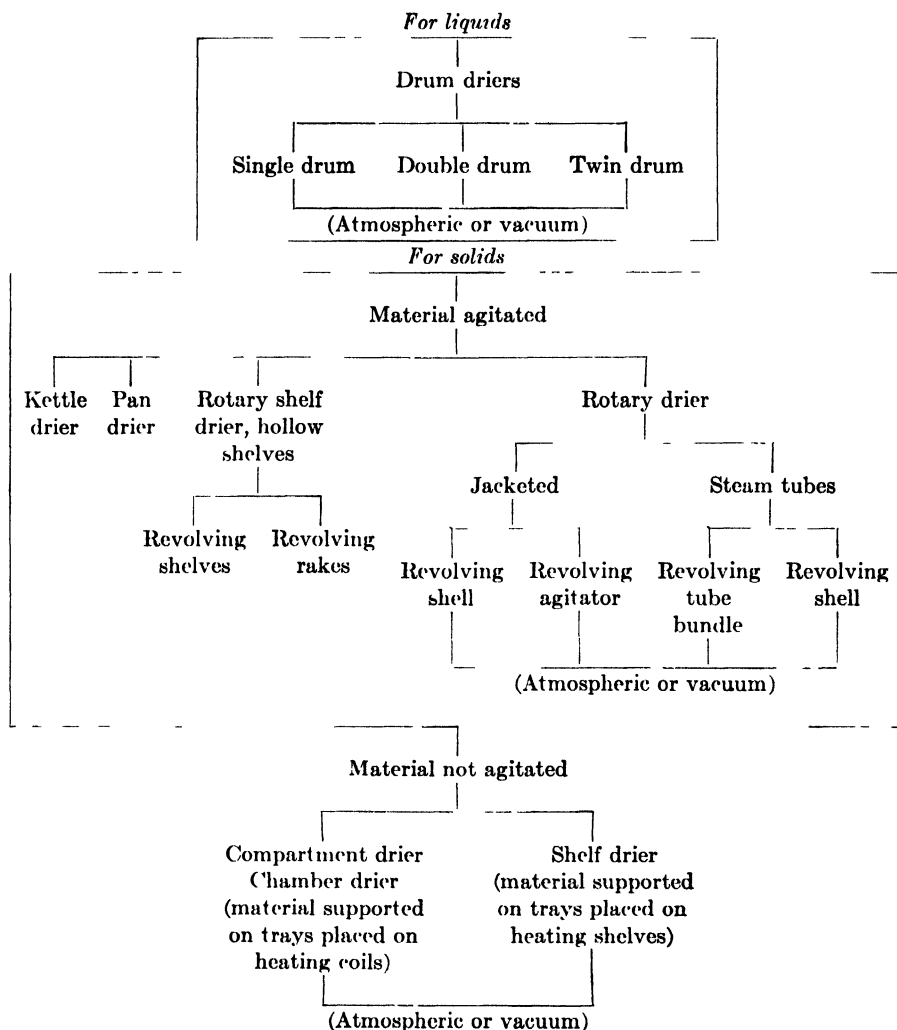 For liquids
Drum driers
Single drum Double drum Twin drum
(Atmospheric or vacuum)
For solids
Material agitated
Kettle drier
Pan drier
Rotary shelf
drier, hollow
shelves
Rotary drier
Jacketed Steam tubes
Revolving
shelves
Revolving
rakes
Revolving
shell
Revolving
agitator
Revolving
tube
bundle
Revolving
shell
(Atmospheric or vacuum)
Material not agitated
Compartment drier
Chamber drier
(material supported
on trays placed on
heating coils)
Shelf drier
(material supported
on trays placed on
heating shelves)
(Atmospheric or vacuum)